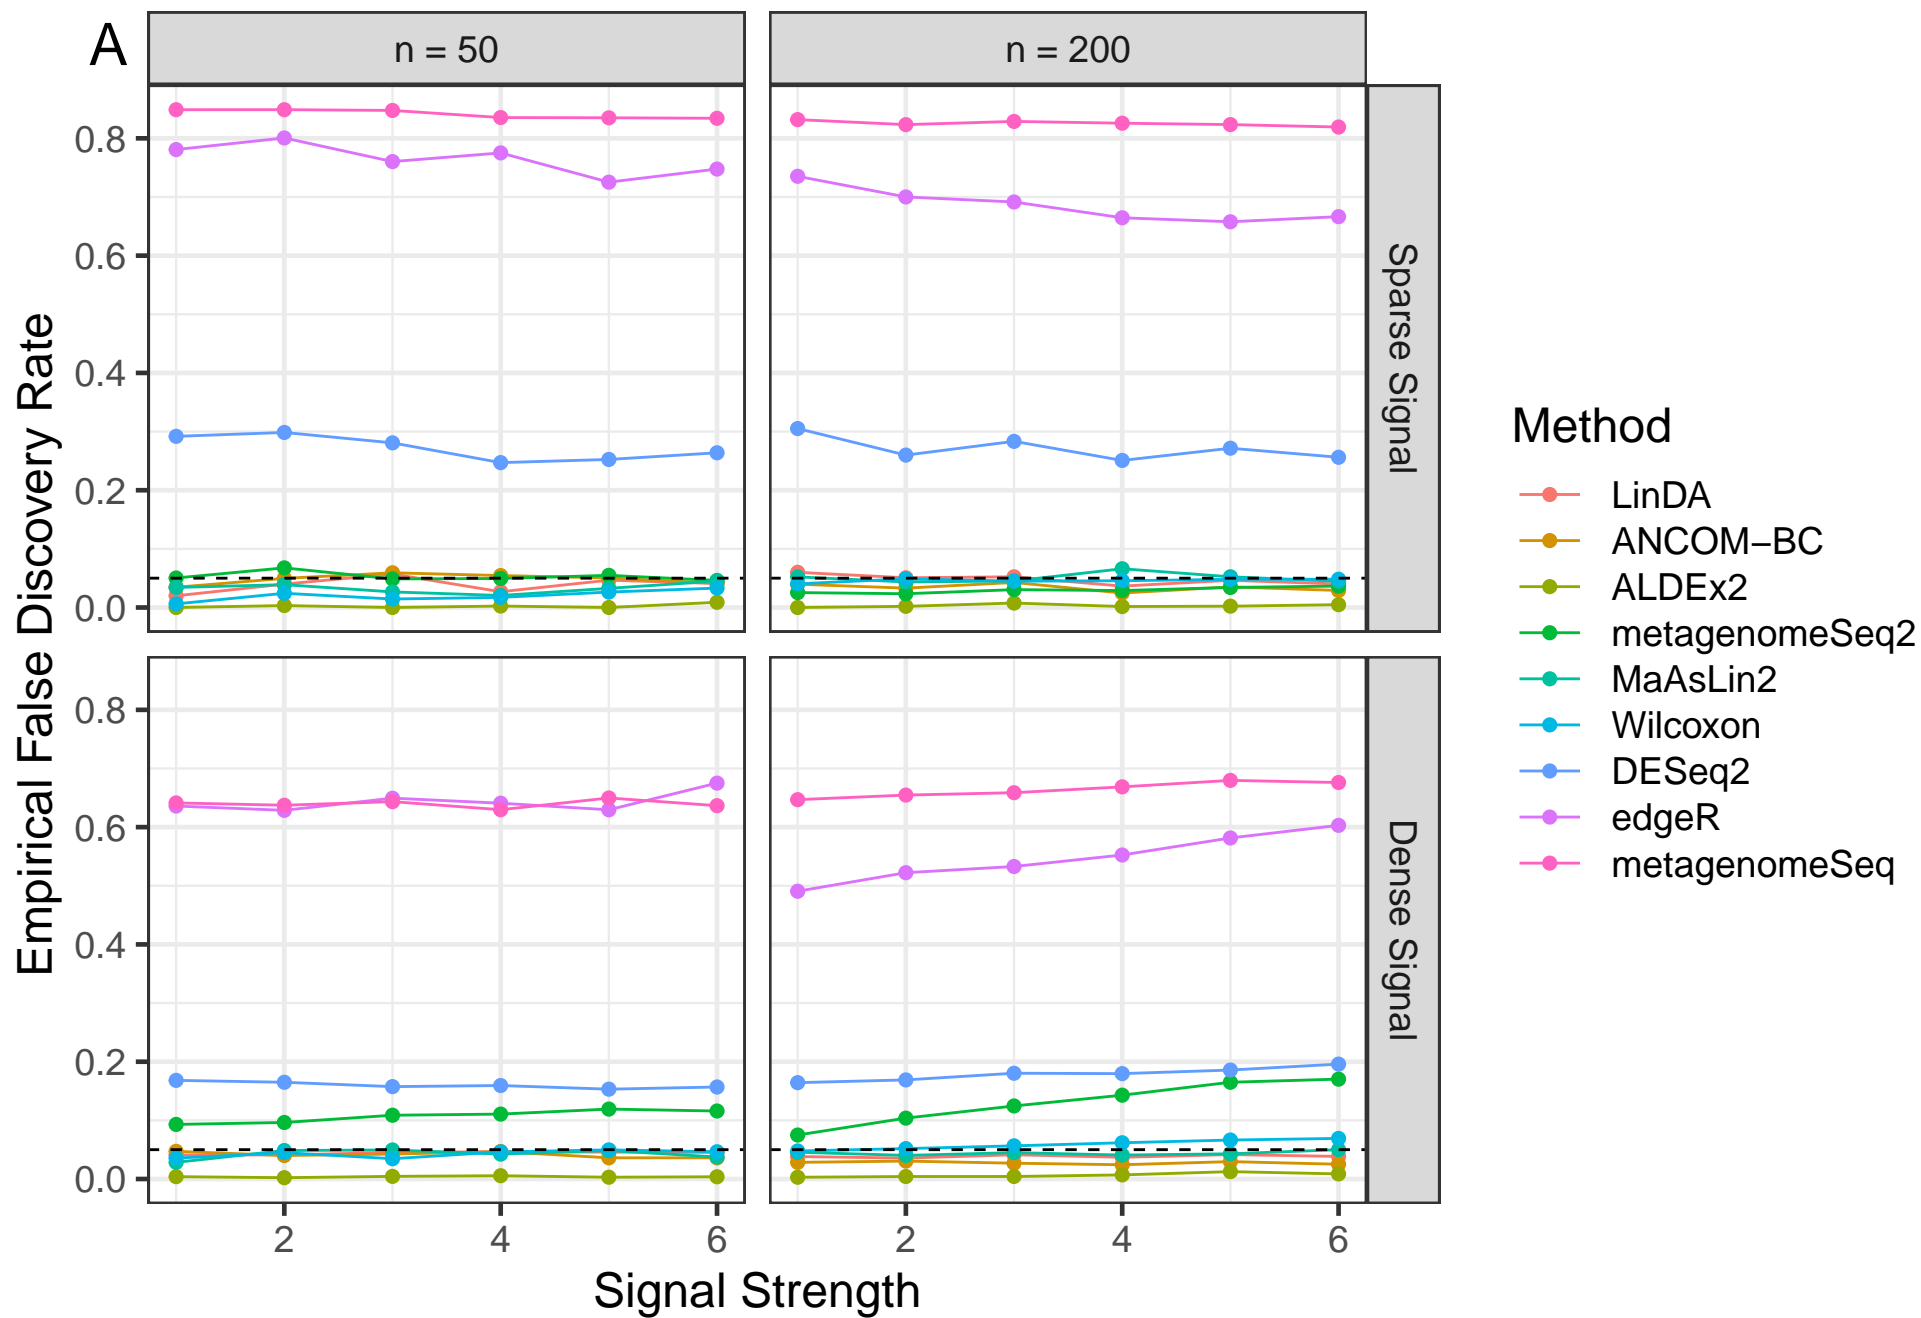 A
n = 50
n = 200
Empirical False Discovery Rate
0.8
0.6
0.4
0.2
0.0
Sparse Signal
0.8
0.6
0.4
0.2
0.0
Dense Signal
2
4
6
2
4
6
Signal Strength
Method
LinDA
ANCOM−BC
ALDEx2
metagenomeSeq2
MaAsLin2
Wilcoxon
DESeq2
edgeR
metagenomeSeq